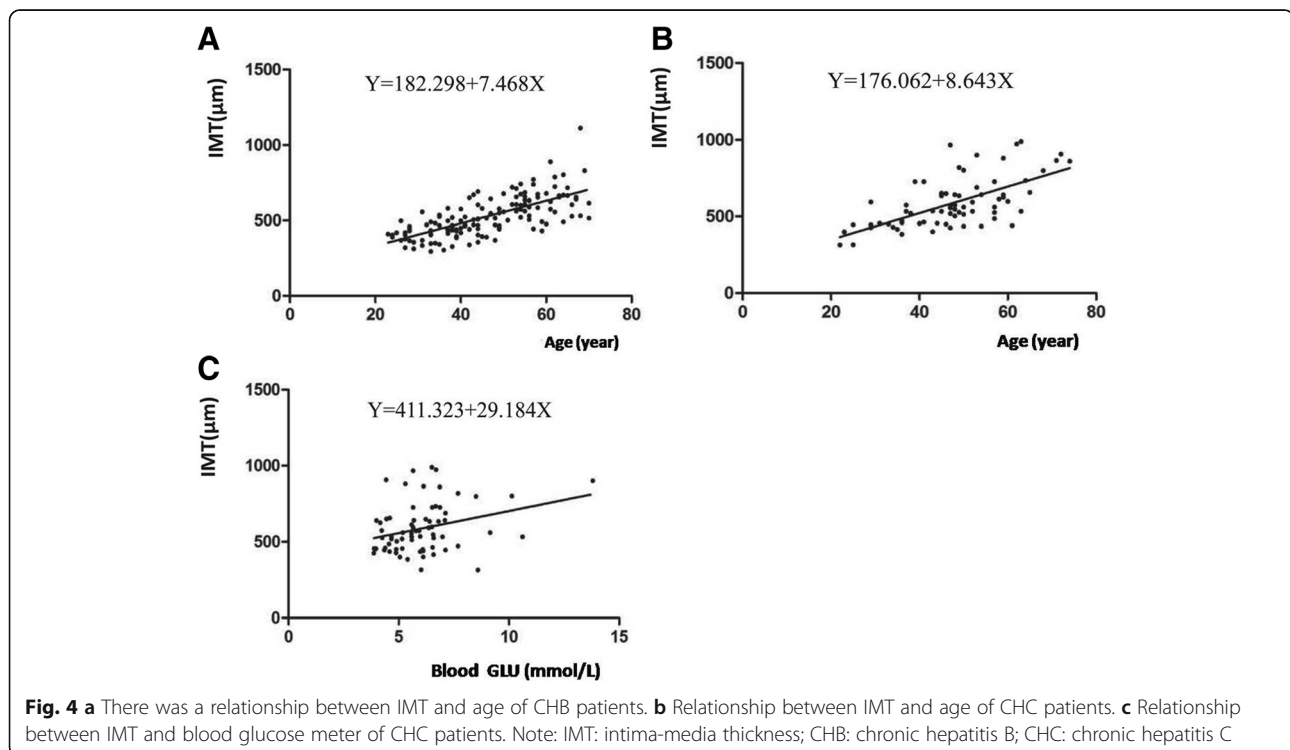 A
IMT(μm)
Y=182.298+7.468X
1500
1000
500
0
0 20 40 60 80
Age (year)
B
IMT(μm)
Y=176.062+8.643X
1500
1000
500
0
0 20 40 60 80
Age (year)
C
IMT(μm)
Y=411.323+29.184X
1500
1000
500
0
0 5 10 15
Blood GLU (mmol/L)
Fig. 4 a There was a relationship between IMT and age of CHB patients. b Relationship between IMT and age of CHC patients. c Relationship
between IMT and blood glucose meter of CHC patients. Note: IMT: intima-media thickness; CHB: chronic hepatitis B; CHC: chronic hepatitis C